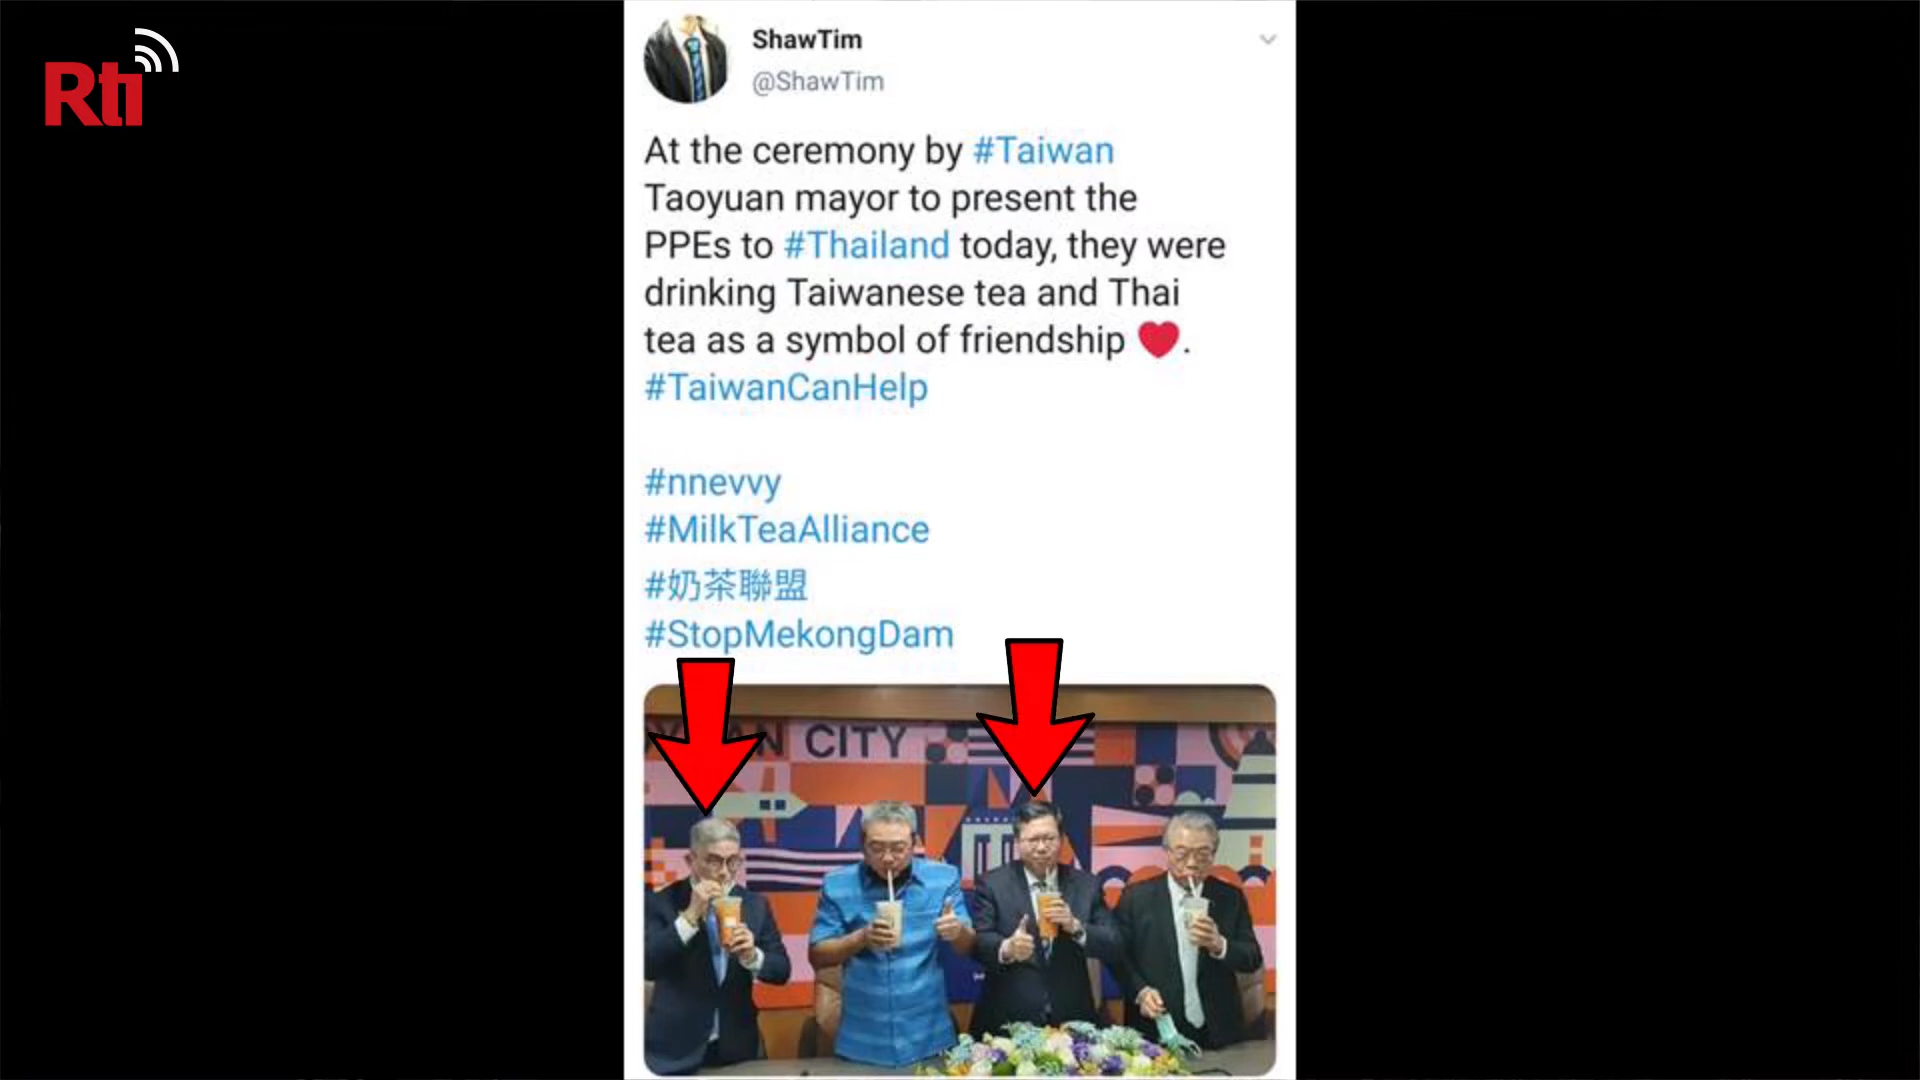 Rti
ShawTim
@ShawTim
At the ceremony by #Taiwan
Taoyuan mayor to present the
PPEs to #Thailand today, they were
drinking Taiwanese tea and Thai
tea as a symbol of friendship ❤.
#TaiwanCanHelp
#nnevvy
#MilkTeaAlliance
#奶茶聯盟
#StopMekongDam
CITY